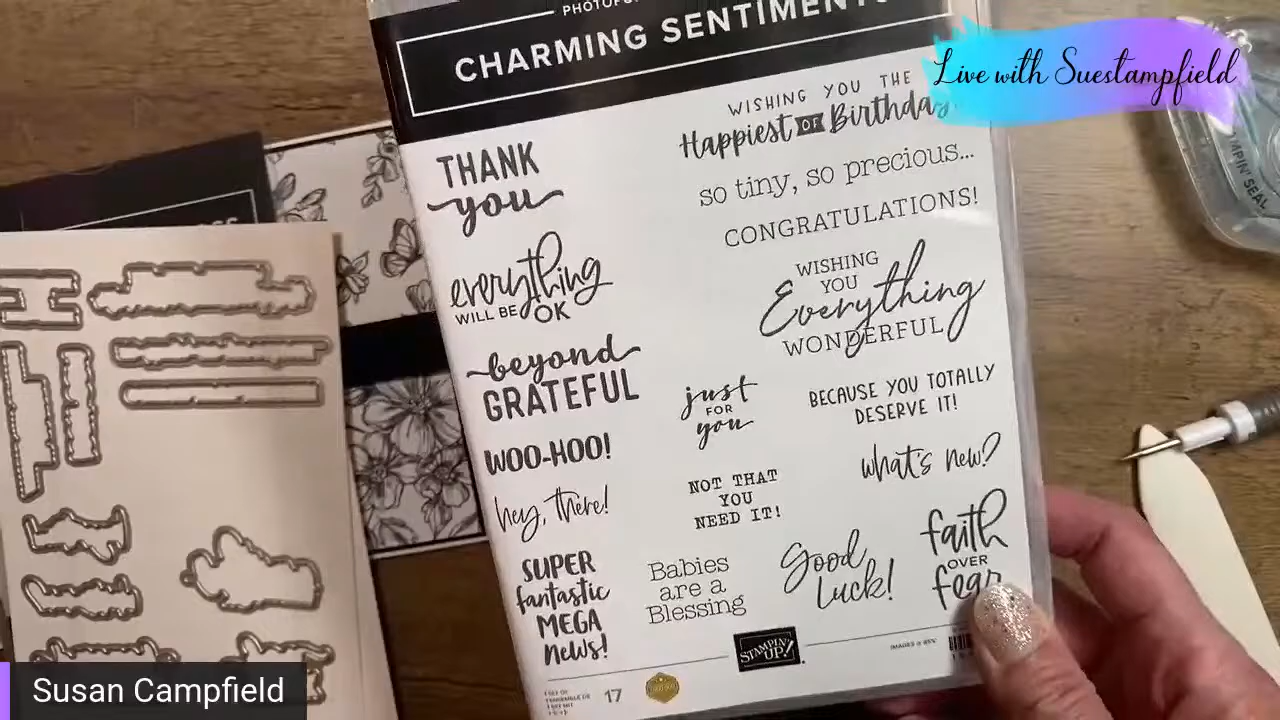 CHARMING SENTIMENTS
Live with Suestampfield
WISHING YOU THE
Happiest OF Birthday
THANK
you
so tiny, so precious...
CONGRATULATIONS!
everything
WILL BE OK
WISHING
YOU
Everything
WONDERFUL
beyond
GRATEFUL
just
FOR
you
BECAUSE YOU TOTALLY
DESERVE IT!
WOO-HOO!
what's new?
hey, there!
NOT THAT
YOU
NEED IT!
SUPER
fantastic
MEGA
News!
Babies
are a
Blessing
Good
Luck!
faith
OVER
fear
STAMPIN'
UP!
17
STAMPIN' SEAL
Susan Campfield